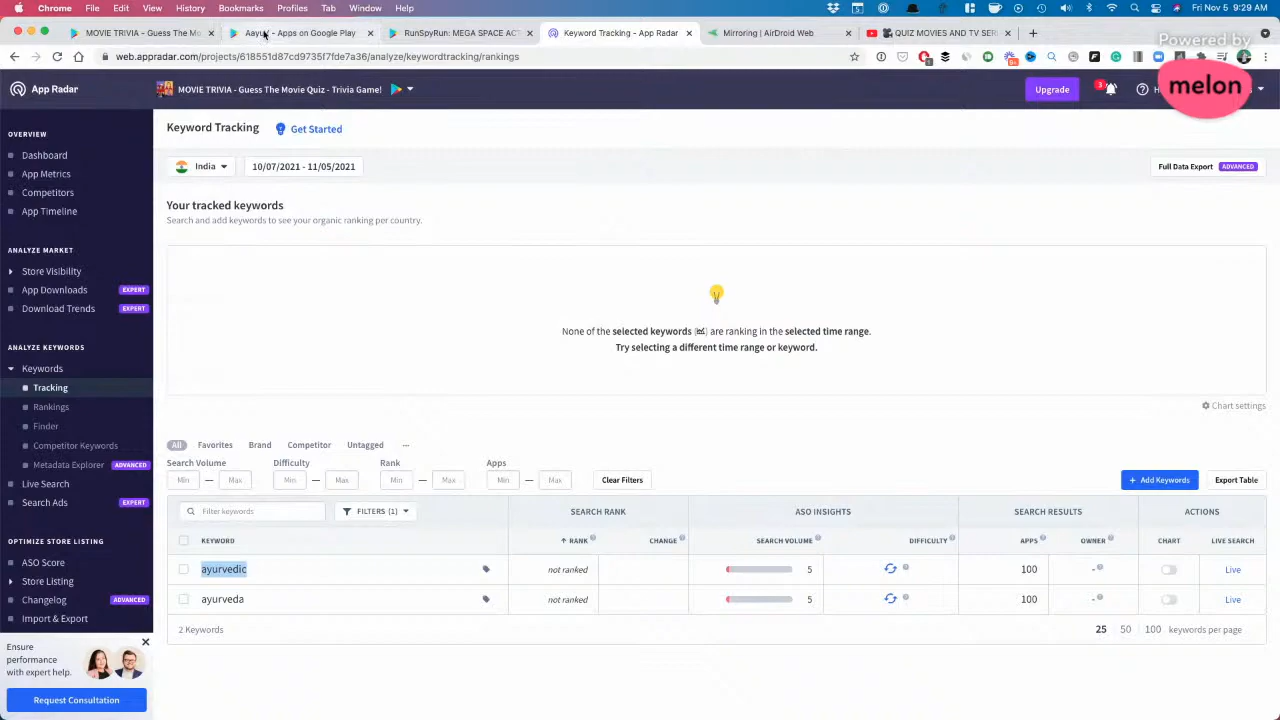 Chrome File Edit View History Bookmarks Profiles Tab Window Help
Fri Nov 5 5:29 AM
MOVIE TRIVIA - Guess The Mo
Apps on Google Play
RunSpyRun: MEGA SPACE ACT
Keyword Tracking - App Radar
Mirroring | AirDroid Web
QUIZ MOVIES AND TV SE
web.appradar.com/projects/618551d87cd9735fd7fde7a36/analyze/keywordtracking/rankings
Powered by
melon
App Radar
MOVIE TRIVIA - Guess The Movie Quiz - Trivia Game!
Upgrade
3
Keyword Tracking
Get Started
India
10/07/2021 - 11/05/2021
Full Data Export ADVANCED
OVERVIEW
Dashboard
App Metrics
Competitors
App Timeline
ANALYZE MARKET
Store Visibility
App Downloads EXPERT
Download Trends EXPERT
ANALYZE KEYWORDS
Keywords
Tracking
Rankings
Finder
Competitor Keywords
Metadata Explorer ADVANCED
Live Search
Search Ads EXPERT
OPTIMIZE STORE LISTING
ASO Score
Store Listing
Changelog ADVANCED
Import & Export
Ensure
performance
with expert help.
Request Consultation
Your tracked keywords
Search and add keywords to see your organic ranking per country.
None of the selected keywords () are ranking in the selected time range.
Try selecting a different time range or keyword.
Chart settings
All Favorites Brand Competitor Untagged ...
Search Volume Difficulty Rank Apps
Min — Max Min — Max Min — Max Min — Max Clear Filters
+ Add Keywords Export Table
Filter keywords FILTERS (1) SEARCH RANK ASO INSIGHTS SEARCH RESULTS ACTIONS
KEYWORD RANK CHANGE SEARCH VOLUME DIFFICULTY APPS OWNER CHART LIVE SEARCH
ayurvedic not ranked 5 100 - Live
ayurveda not ranked 5 100 - Live
2 Keywords 25 50 100 keywords per page